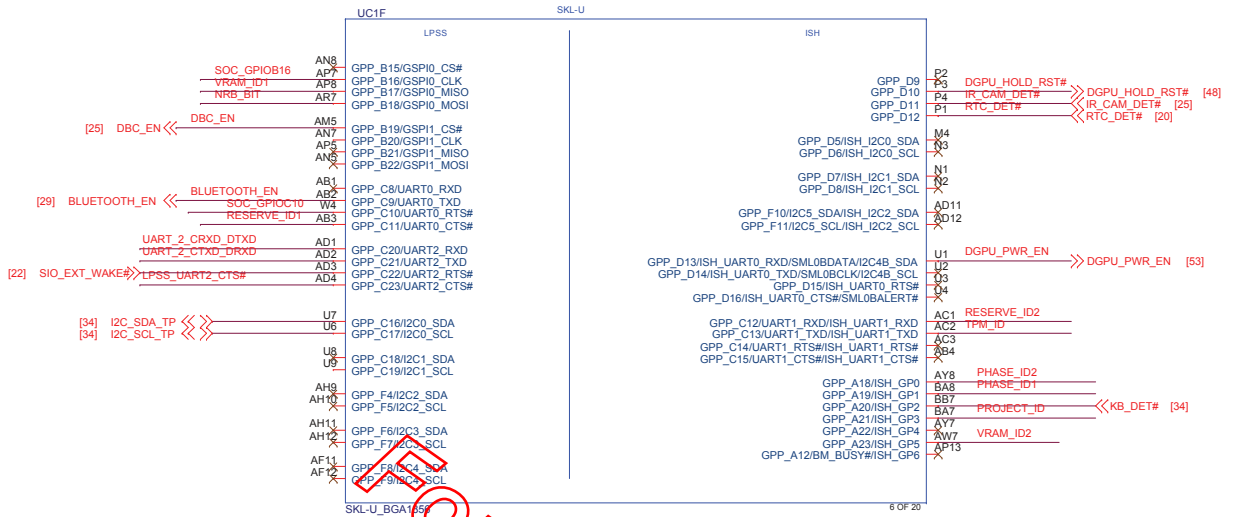 UC1F
SKL-U
LPSS
ISH
AN8
GPP_B15/GSPI0_CS#
SOC_GPIOB16
AP7
GPP_B16/GSPI0_CLK
VRAM_ID1
AP8
GPP_B17/GSPI0_MISO
NRB_BIT
AR7
GPP_B18/GSPI0_MOSI
[25] DBC_EN
DBC_EN
AM5
GPP_B19/GSPI1_CS#
AN7
GPP_B20/GSPI1_CLK
AP5
GPP_B21/GSPI1_MISO
AN5
GPP_B22/GSPI1_MOSI
AB1
GPP_C8/UART0_RXD
[29] BLUETOOTH_EN
BLUETOOTH_EN
AB2
GPP_C9/UART0_TXD
SOC_GPIOC10
W4
GPP_C10/UART0_RTS#
RESERVE_ID1
AB3
GPP_C11/UART0_CTS#
UART_2_CRXD_DTXD
AD1
GPP_C20/UART2_RXD
UART_2_CTXD_DRXD
AD2
GPP_C21/UART2_TXD
[22] SIO_EXT_WAKE#
AD3
GPP_C22/UART2_RTS#
LPSS_UART2_CTS#
AD4
GPP_C23/UART2_CTS#
[34] I2C_SDA_TP
U7
GPP_C16/I2C0_SDA
[34] I2C_SCL_TP
U6
GPP_C17/I2C0_SCL
U8
GPP_C18/I2C1_SDA
U9
GPP_C19/I2C1_SCL
AH9
GPP_F4/I2C2_SDA
AH10
GPP_F5/I2C2_SCL
AH11
GPP_F6/I2C3_SDA
AH12
GPP_F7/I2C3_SCL
AF11
GPP_F8/I2C4_SDA
AF12
GPP_F9/I2C4_SCL
GPP_D9
P2
GPP_D10
P3
DGPU_HOLD_RST#
DGPU_HOLD_RST# [48]
GPP_D11
P4
IR_CAM_DET#
IR_CAM_DET# [25]
GPP_D12
P1
RTC_DET#
RTC_DET# [20]
GPP_D5/ISH_I2C0_SDA
M4
GPP_D6/ISH_I2C0_SCL
N3
GPP_D7/ISH_I2C1_SDA
N1
GPP_D8/ISH_I2C1_SCL
N2
GPP_F10/I2C5_SDA/ISH_I2C2_SDA
AD11
GPP_F11/I2C5_SCL/ISH_I2C2_SCL
AD12
GPP_D13/ISH_UART0_RXD/SML0BDATA/I2C4B_SDA
U1
DGPU_PWR_EN
DGPU_PWR_EN [53]
GPP_D14/ISH_UART0_TXD/SML0BCLK/I2C4B_SCL
U2
GPP_D15/ISH_UART0_RTS#
U3
GPP_D16/ISH_UART0_CTS#/SML0BALERT#
U4
GPP_C12/UART1_RXD/ISH_UART1_RXD
AC1
RESERVE_ID2
GPP_C13/UART1_TXD/ISH_UART1_TXD
AC2
TPM_ID
GPP_C14/UART1_RTS#/ISH_UART1_RTS#
AC3
GPP_C15/UART1_CTS#/ISH_UART1_CTS#
AB4
GPP_A18/ISH_GP0
AY8
PHASE_ID2
GPP_A19/ISH_GP1
BA8
PHASE_ID1
GPP_A20/ISH_GP2
BB7
KB_DET# [34]
GPP_A21/ISH_GP3
BA7
PROJECT_ID
GPP_A22/ISH_GP4
AY7
GPP_A23/ISH_GP5
AW7
VRAM_ID2
GPP_A12/BM_BUSY#/ISH_GP6
AP13
SKL-U_BGA1356
6 OF 20